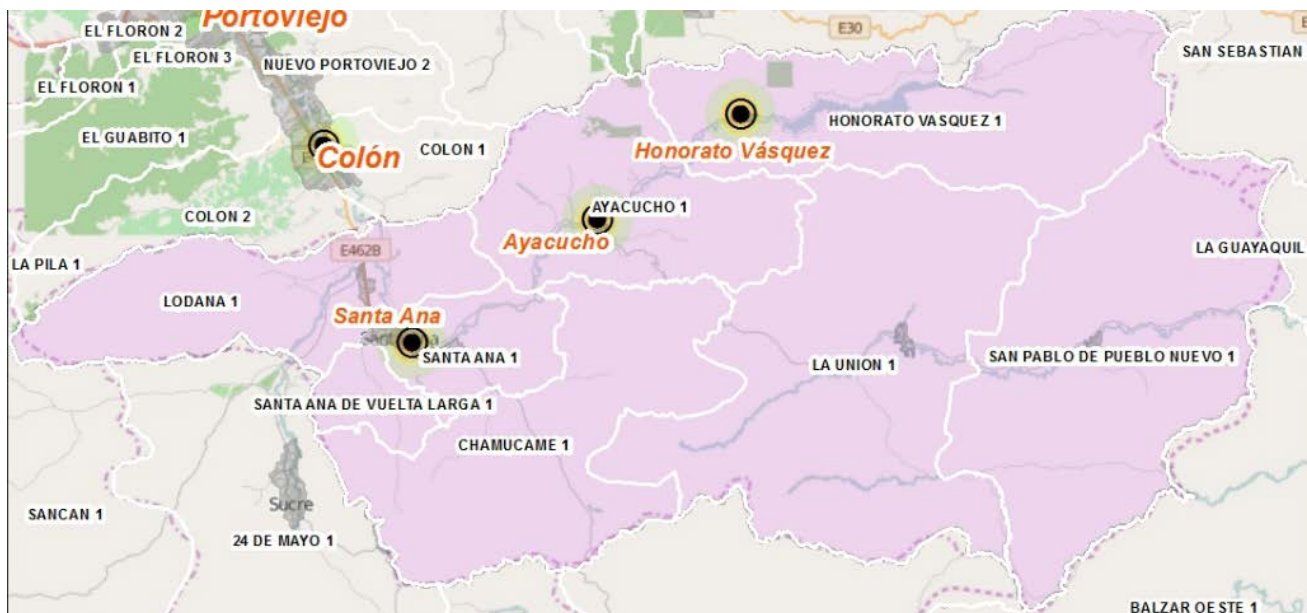 Portoviejo
EL FLORON 2
E30
EL FLORON 3
SAN SEBASTIAN
NUEVO PORTOVIEJO 2
EL FLORON 1
HONORATO VASQUEZ 1
EL GUABITO 1
COLON 1
Colón
Honorato Vásquez
AYACUCHO 1
COLON 2
Ayacucho
E462B
LA GUAYAQUIL
LA PILA 1
LODANA 1
Santa Ana
SANTA ANA 1
SAN PABLO DE PUEBLO NUEVO 1
LA UNION 1
SANTA ANA DE VUELTA LARGA 1
CHAMUCAME 1
Sucre
SANCAN 1
24 DE MAYO 1
BALZAR OESTE 1